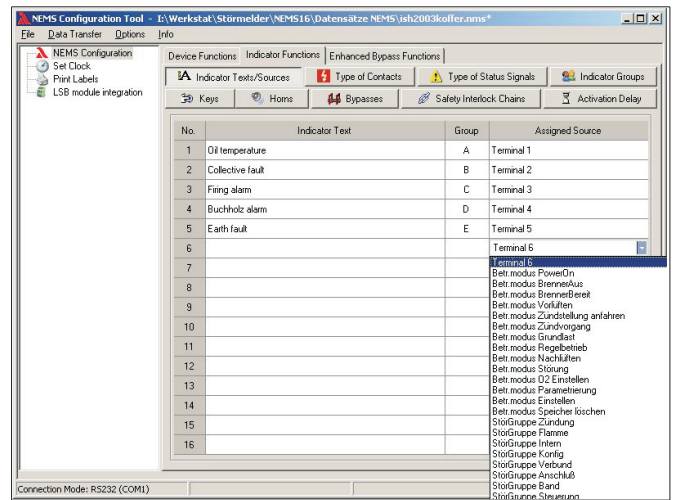 NEMS Configuration Tool - I:\Werkstat\Störmelder\NEMS16\Datensätze NEMS\ish2003koffer.nms*
File Data Transfer Options Info
NEMS Configuration
Set Clock
Print Labels
LSB module integration
Device Functions Indicator Functions Enhanced Bypass Functions
Indicator Texts/Sources Type of Contacts Type of Status Signals Indicator Groups
Keys Horns Bypasses Safety Interlock Chains Activation Delay
No. Indicator Text Group Assigned Source
1 Oil temperature A Terminal 1
2 Collective fault B Terminal 2
3 Firing alarm C Terminal 3
4 Buchholz alarm D Terminal 4
5 Earth fault E Terminal 5
6 Terminal 6
7 Terminal 6
Betr.modus PowerOn
8 Betr.modus BrennerAus
Betr.modus BrennerBereit
9 Betr.modus Vorlüften
Betr.modus Zündstellung anfahren
10 Betr.modus Zündvorgang
Betr.modus Grundlast
11 Betr.modus Regelbetrieb
Betr.modus Nachlüften
12 Betr.modus Störung
Betr.modus O2 Einstellen
13 Betr.modus Parametrierung
Betr.modus Einstellen
14 Betr.modus Speicher löschen
StörGruppe Zündung
15 StörGruppe Flamme
StörGruppe Intern
16 StörGruppe Konfig
StörGruppe Verbund
StörGruppe Anschluß
StörGruppe Band
StörGruppe Steuerung
Connection Mode: RS232 (COM1)